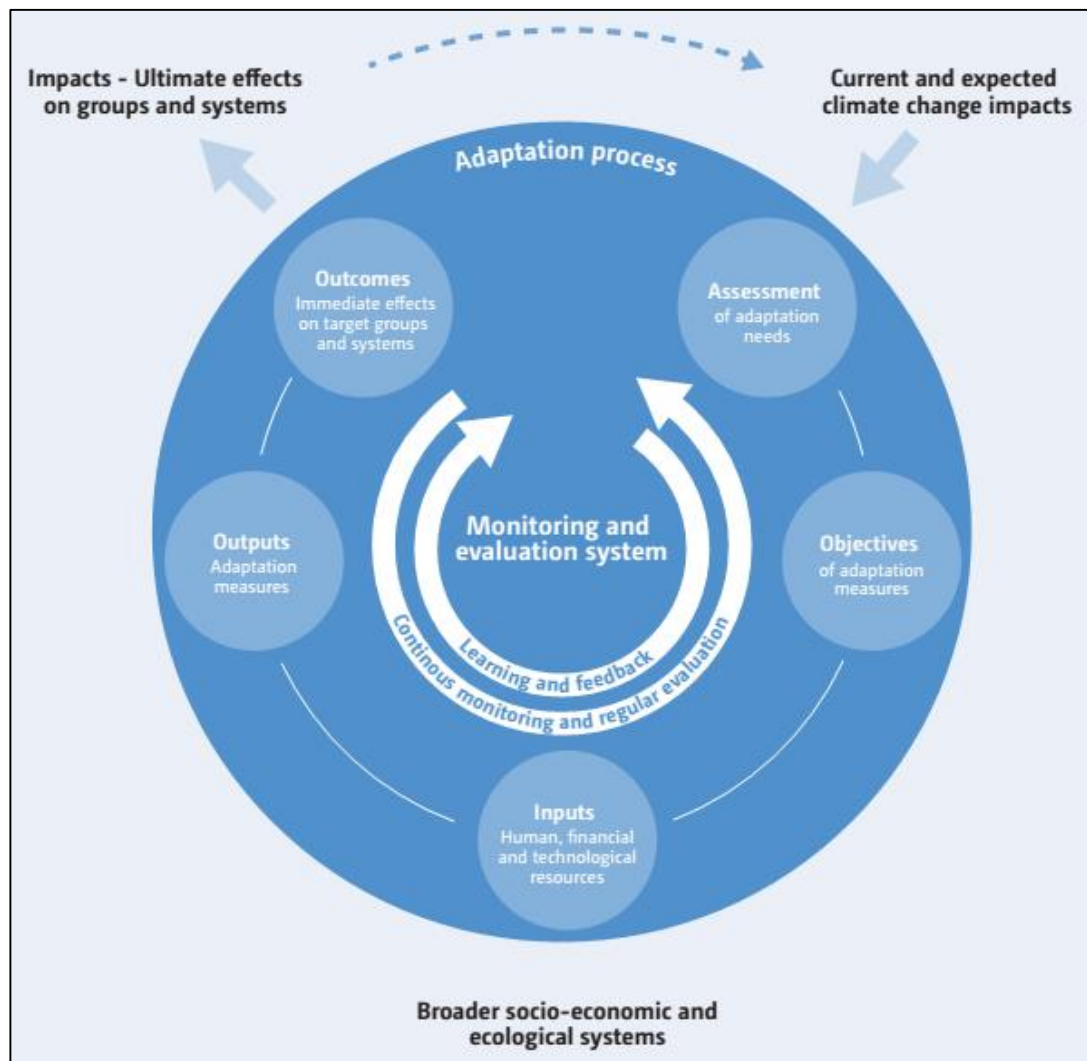 Impacts - Ultimate effects
on groups and systems
Current and expected
climate change impacts
Adaptation process
Outcomes
Immediate effects
on target groups
and systems
Assessment
of adaptation
needs
Outputs
Adaptation
measures
Monitoring and
evaluation system
Objectives
of adaptation
measures
Learning and feedback
Continous monitoring and regular evaluation
Inputs
Human, financial
and technological
resources
Broader socio-economic and
ecological systems